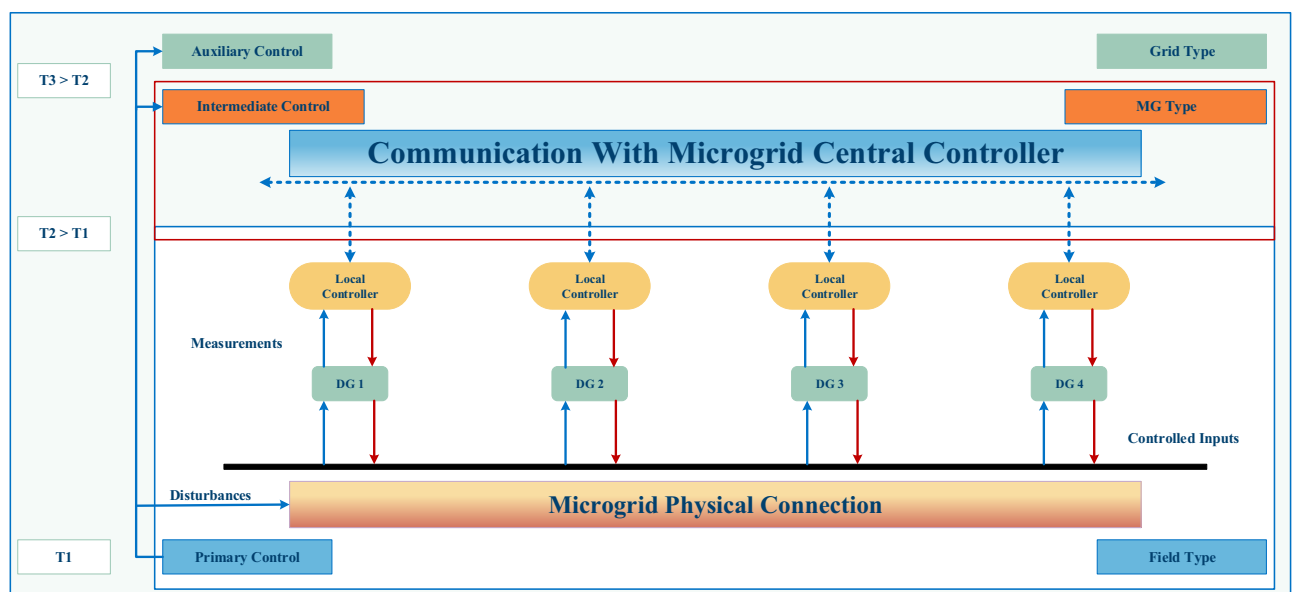 Auxiliary Control
Grid Type
T3 > T2
Intermediate Control
MG Type
Communication With Microgrid Central Controller
T2 > T1
Local
Controller
Local
Controller
Local
Controller
Local
Controller
Measurements
DG 1
DG 2
DG 3
DG 4
Controlled Inputs
Disturbances
Microgrid Physical Connection
T1
Primary Control
Field Type